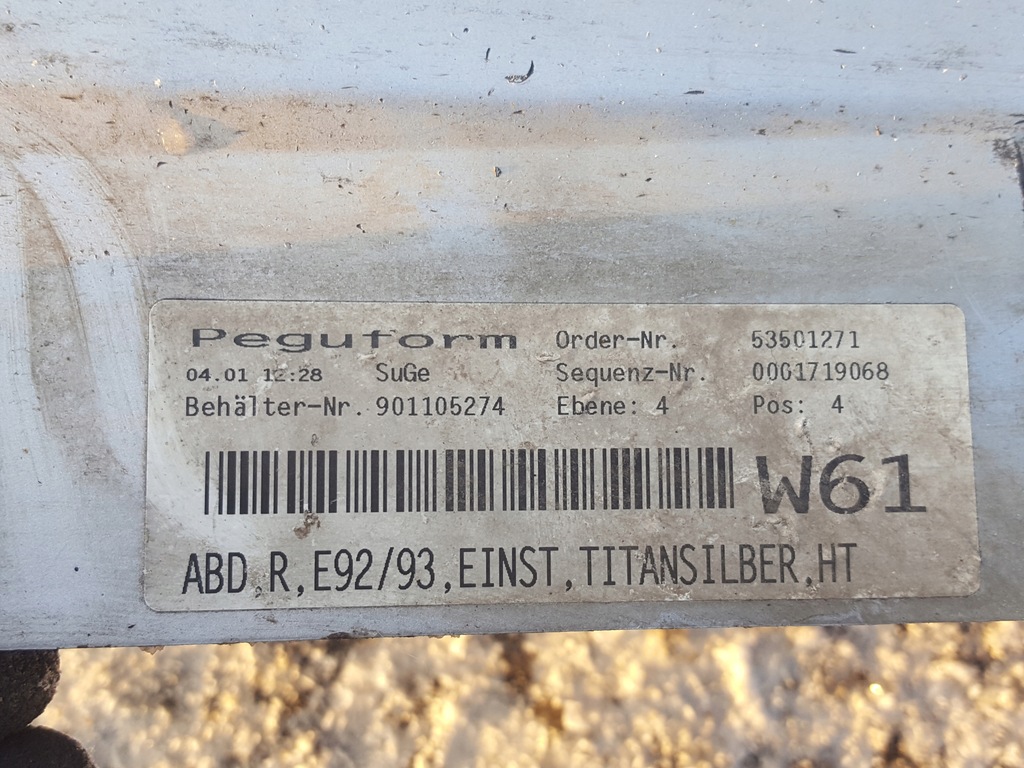 Peguform Order-Nr. 53501271
04.01 12:28 SuGe Sequenz-Nr. 0001719068
Behälter-Nr. 901105274 Ebene: 4 Pos: 4
W61
ABD,R,E92/93,EINST,TITANSILBER,HT